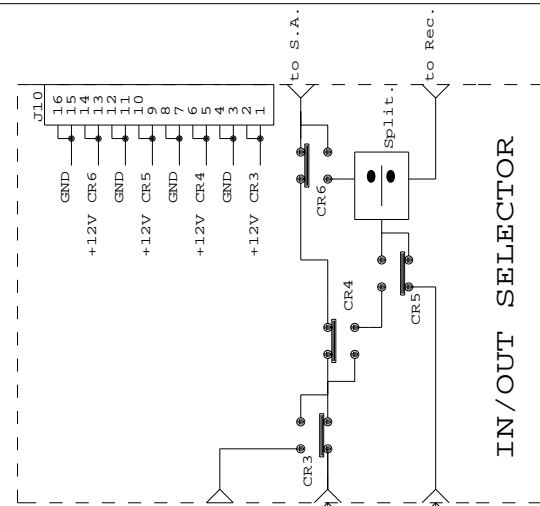 to S.A.
to Rec.
J10
16
15
14
13
12
11
10
9
8
7
6
5
4
3
2
1
GND
+12V CR6
GND
+12V CR5
GND
+12V CR4
GND
+12V CR3
Split.
CR6
CR4
CR5
CR3
IN/OUT SELECTOR